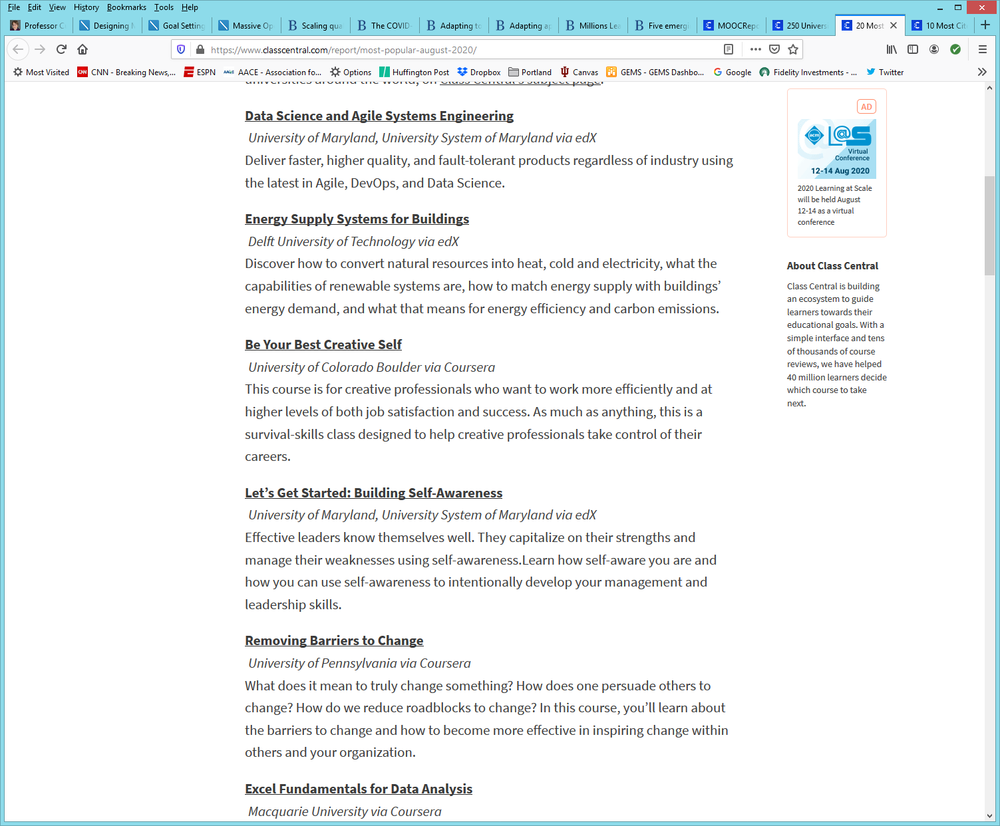 File Edit View History Bookmarks Tools Help
Professor C
Designing
Goal Setting
Massive Op
Scaling qua
The COVID-
Adapting to
Adapting ap
Millions Lea
Five emergi
MOOCRepo
250 Univers
20 Most
10 Most Cit
https://www.classcentral.com/report/most-popular-august-2020/
Most Visited
CNN - Breaking News,...
ESPN
AACE - Association fo...
Options
Huffington Post
Dropbox
Portland
Canvas
GEMS - GEMS Dashbo...
Google
Fidelity Investments - ...
Twitter
universities around the world, on Class Central's subject page.
Data Science and Agile Systems Engineering
University of Maryland, University System of Maryland via edX
Deliver faster, higher quality, and fault-tolerant products regardless of industry using
the latest in Agile, DevOps, and Data Science.
Energy Supply Systems for Buildings
Delft University of Technology via edX
Discover how to convert natural resources into heat, cold and electricity, what the
capabilities of renewable systems are, how to match energy supply with buildings’
energy demand, and what that means for energy efficiency and carbon emissions.
Be Your Best Creative Self
University of Colorado Boulder via Coursera
This course is for creative professionals who want to work more efficiently and at
higher levels of both job satisfaction and success. As much as anything, this is a
survival-skills class designed to help creative professionals take control of their
careers.
Let’s Get Started: Building Self-Awareness
University of Maryland, University System of Maryland via edX
Effective leaders know themselves well. They capitalize on their strengths and
manage their weaknesses using self-awareness.Learn how self-aware you are and
how you can use self-awareness to intentionally develop your management and
leadership skills.
Removing Barriers to Change
University of Pennsylvania via Coursera
What does it mean to truly change something? How does one persuade others to
change? How do we reduce roadblocks to change? In this course, you’ll learn about
the barriers to change and how to become more effective in inspiring change within
others and your organization.
Excel Fundamentals for Data Analysis
Macquarie University via Coursera
AD
acm L@S
Virtual
Conference
12-14 Aug 2020
2020 Learning at Scale
will be held August
12-14 as a virtual
conference
About Class Central
Class Central is building
an ecosystem to guide
learners towards their
educational goals. With a
simple interface and tens
of thousands of course
reviews, we have helped
40 million learners decide
which course to take
next.